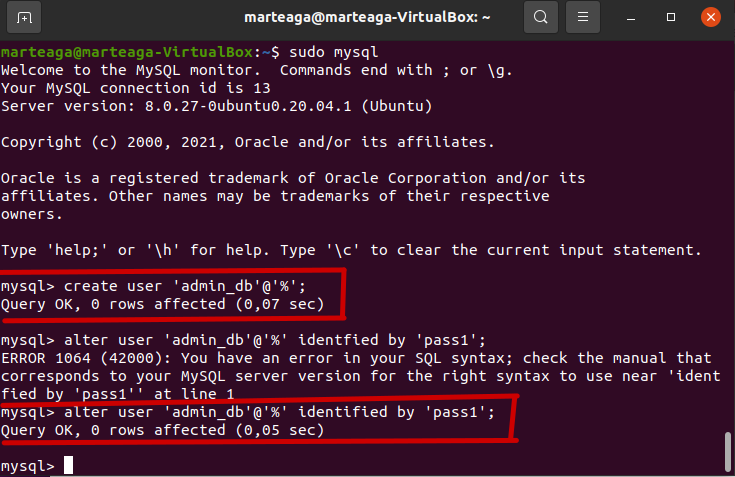 marteaga@marteaga-VirtualBox: ~
marteaga@marteaga-VirtualBox:~$ sudo mysql
Welcome to the MySQL monitor.  Commands end with ; or \g.
Your MySQL connection id is 13
Server version: 8.0.27-0ubuntu0.20.04.1 (Ubuntu)
Copyright (c) 2000, 2021, Oracle and/or its affiliates.
Oracle is a registered trademark of Oracle Corporation and/or its
affiliates. Other names may be trademarks of their respective
owners.
Type 'help;' or '\h' for help. Type '\c' to clear the current input statement.
mysql> create user 'admin_db'@'%';
Query OK, 0 rows affected (0,07 sec)
mysql> alter user 'admin_db'@'%' identfied by 'pass1';
ERROR 1064 (42000): You have an error in your SQL syntax; check the manual that
corresponds to your MySQL server version for the right syntax to use near 'ident
fied by 'pass1'' at line 1
mysql> alter user 'admin_db'@'%' identified by 'pass1';
Query OK, 0 rows affected (0,05 sec)
mysql>